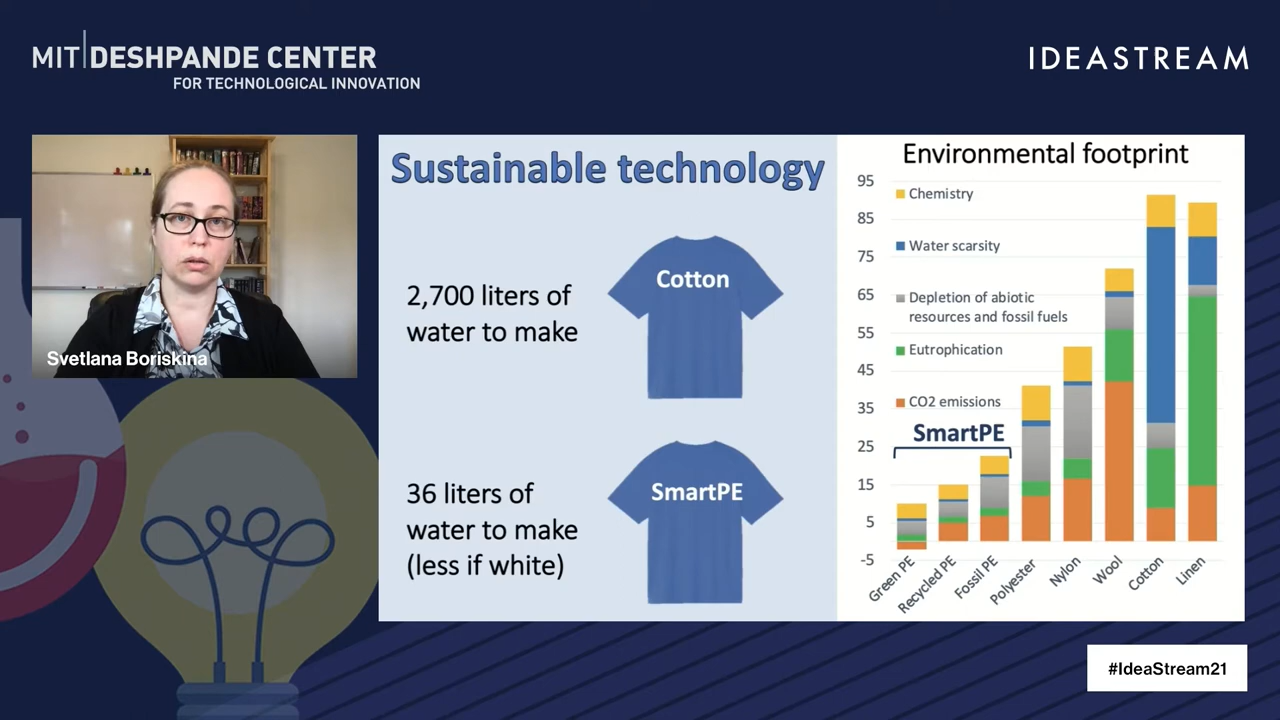 MIT DESHPANDE CENTER
FOR TECHNOLOGICAL INNOVATION
IDEASTREAM
Svetlana Boriskina
Sustainable technology
2,700 liters of
water to make
Cotton
36 liters of
water to make
(less if white)
SmartPE
Environmental footprint
95
85
75
65
55
45
35
25
15
5
-5
Chemistry
Water scarsity
Depletion of abiotic
resources and fossil fuels
Eutrophication
CO2 emissions
SmartPE
Green PE
Recycled PE
Fossil PE
Polyester
Nylon
Wool
Cotton
Linen
#IdeaStream21